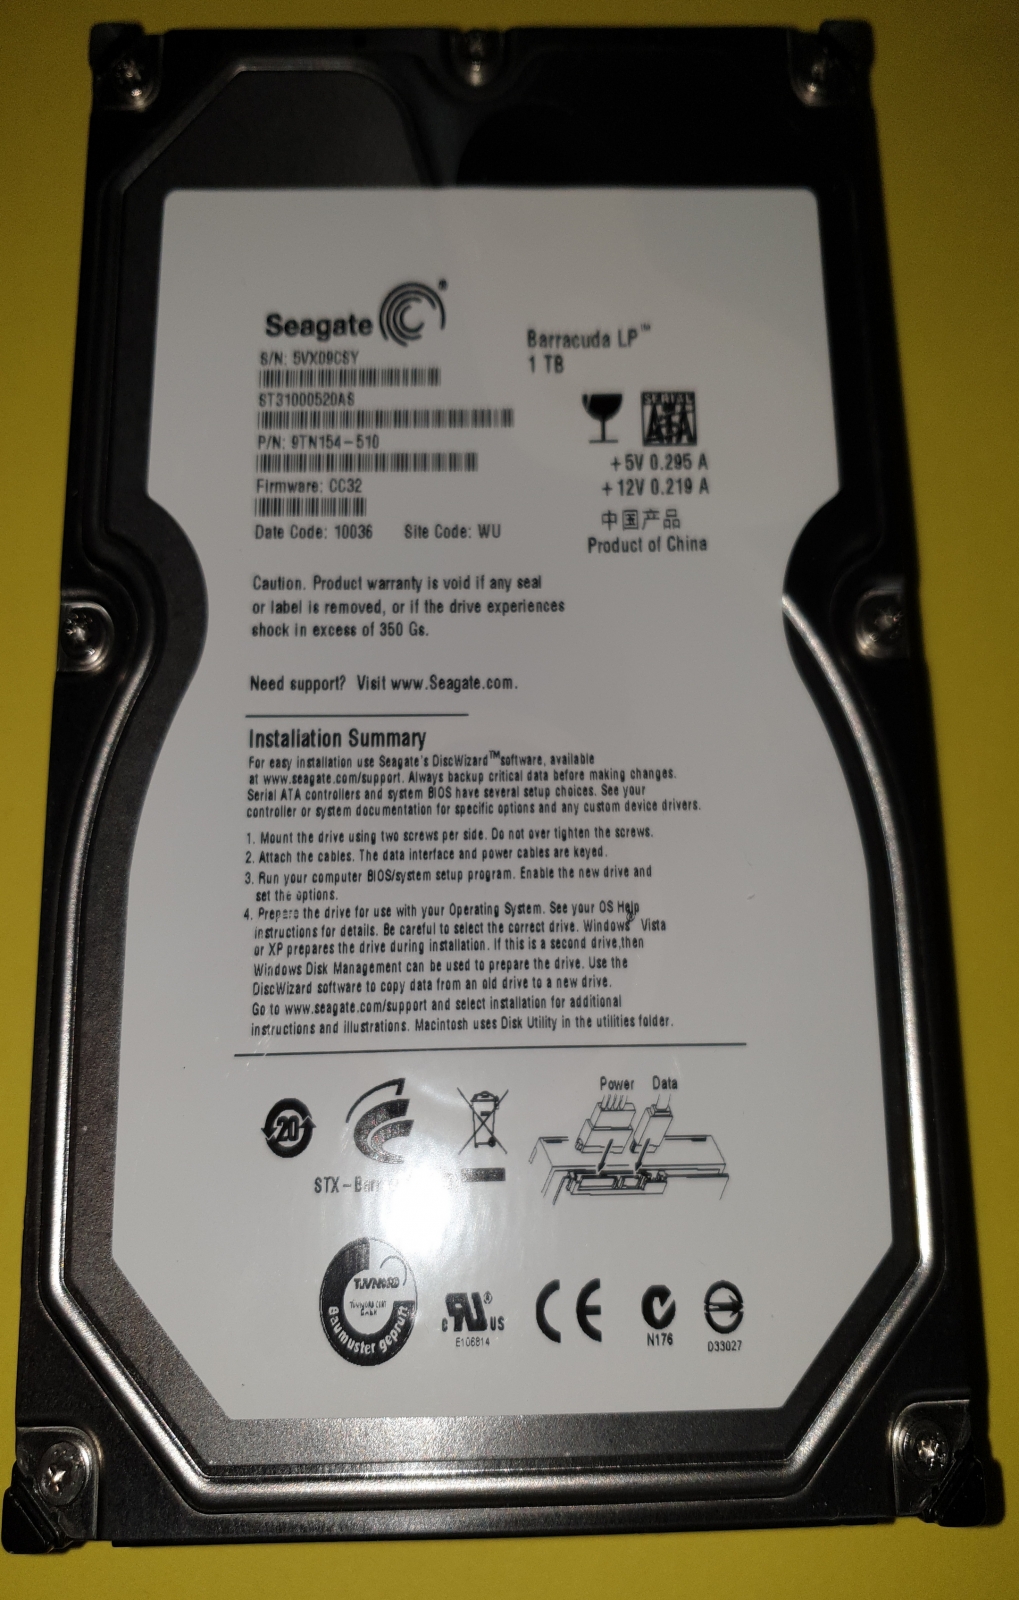 Seagate
S/N: 5VX09CSY
ST31000520AS
P/N: 9TN154-510
Firmware: CC32
Date Code: 10036 Site Code: WU
Barracuda LP™
1 TB
SERIAL
ATA
+5V 0.295 A
+12V 0.219 A
中国产品
Product of China
Caution. Product warranty is void if any seal
or label is removed, or if the drive experiences
shock in excess of 350 Gs.
Need support? Visit www.Seagate.com.
Installation Summary
For easy installation use Seagate's DiscWizard™software, available
at www.seagate.com/support. Always backup critical data before making changes.
Serial ATA controllers and system BIOS have several setup choices. See your
controller or system documentation for specific options and any custom device drivers.
1. Mount the drive using two screws per side. Do not over tighten the screws.
2. Attach the cables. The data interface and power cables are keyed.
3. Run your computer BIOS/system setup program. Enable the new drive and
set the options.
4. Prepare the drive for use with your Operating System. See your OS Help
instructions for details. Be careful to select the correct drive. Windows® Vista
or XP prepares the drive during installation. If this is a second drive,then
Windows Disk Management can be used to prepare the drive. Use the
DiscWizard software to copy data from an old drive to a new drive.
Go to www.seagate.com/support and select installation for additional
instructions and illustrations. Macintosh uses Disk Utility in the utilities folder.
Power Data
20
STX-Bar
TÜVNORD
TÜV NORD CERT
GmbH
Baumuster geprüft
c RU® US
E106814
CE
N176
D33027